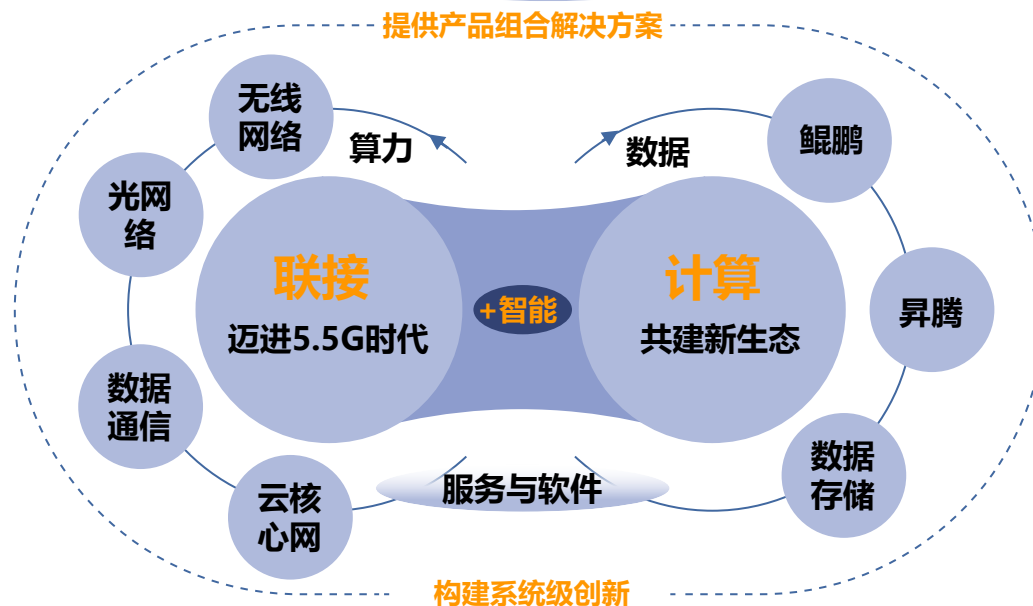 提供产品组合解决方案
无线
网络
算力
数据
鲲鹏
光网
络
联接
迈进5.5G时代
+智能
计算
共建新生态
昇腾
数据
通信
云核
心网
服务与软件
数据
存储
构建系统级创新